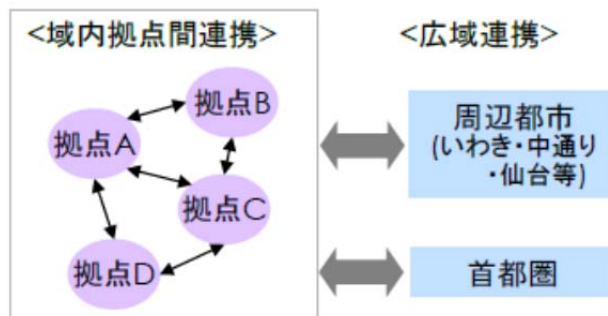 <域内拠点間連携>
<広域連携>
拠点B
拠点A
拠点C
拠点D
周辺都市
(いわき・中通り
・仙台等)
首都圏